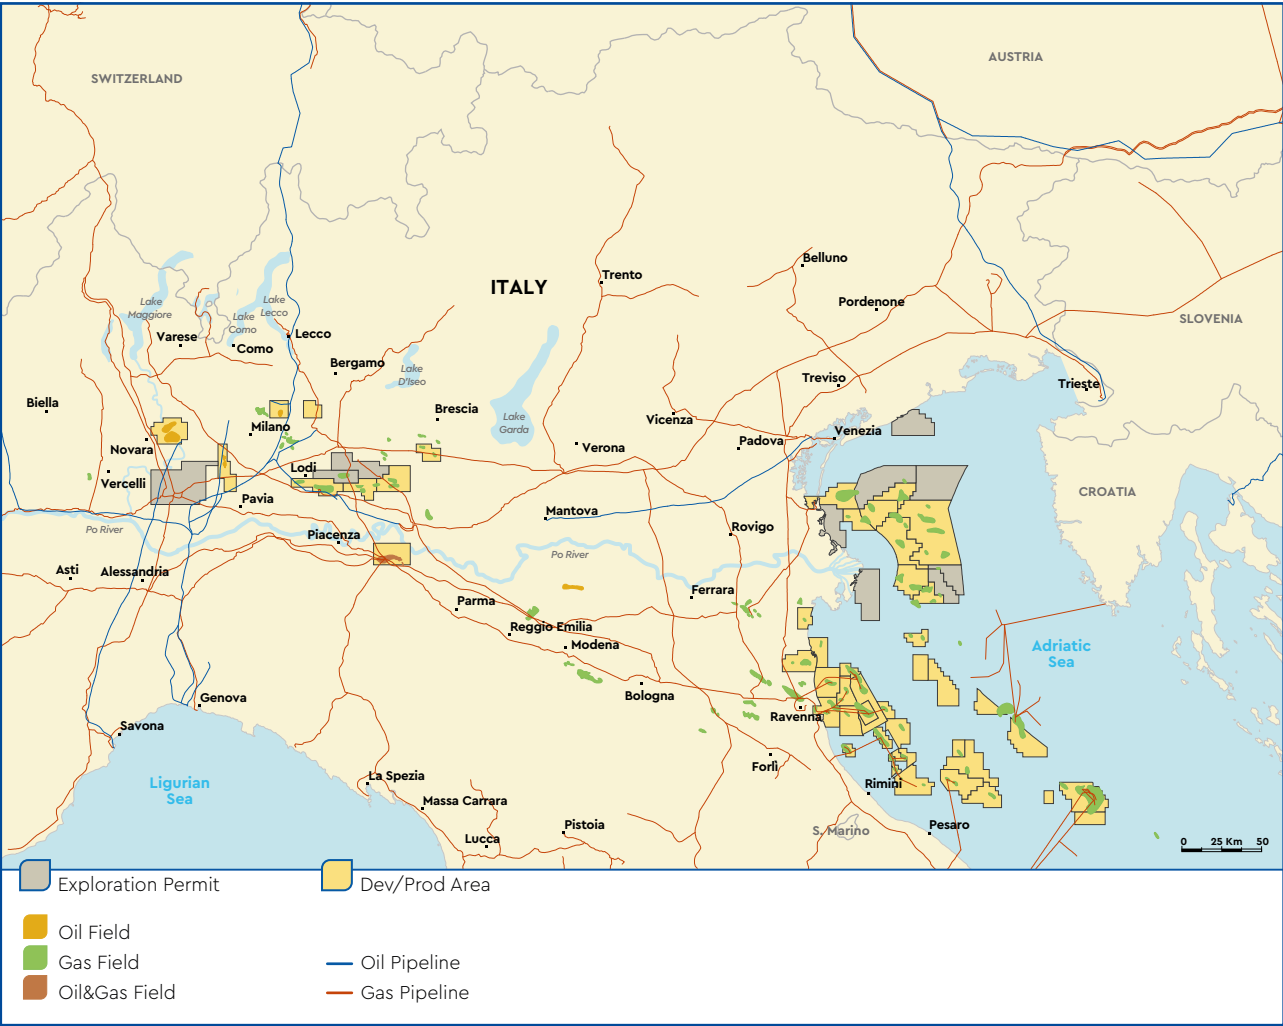 SWITZERLAND
AUSTRIA
ITALY
Trento
Belluno
Pordenone
SLOVENIA
Lake
Maggiore
Lake
Lecco
Lake
Como
Varese
Como
Lecco
Bergamo
Lake
D'Iseo
Treviso
Trieste
Biella
Brescia
Lake
Garda
Vicenza
Milano
Venezia
Novara
Verona
Padova
Vercelli
Lodi
CROATIA
Pavia
Mantova
Po River
Piacenza
Rovigo
Po River
Asti
Alessandria
Ferrara
Parma
Reggio Emilia
Modena
Adriatic
Sea
Genova
Bologna
Ravenna
Savona
Forlì
Ligurian
Sea
La Spezia
Rimini
Massa Carrara
Pistoia
S. Marino
Pesaro
Lucca
0 25 Km 50
Exploration Permit
Dev/Prod Area
Oil Field
Gas Field
Oil Pipeline
Oil&Gas Field
Gas Pipeline